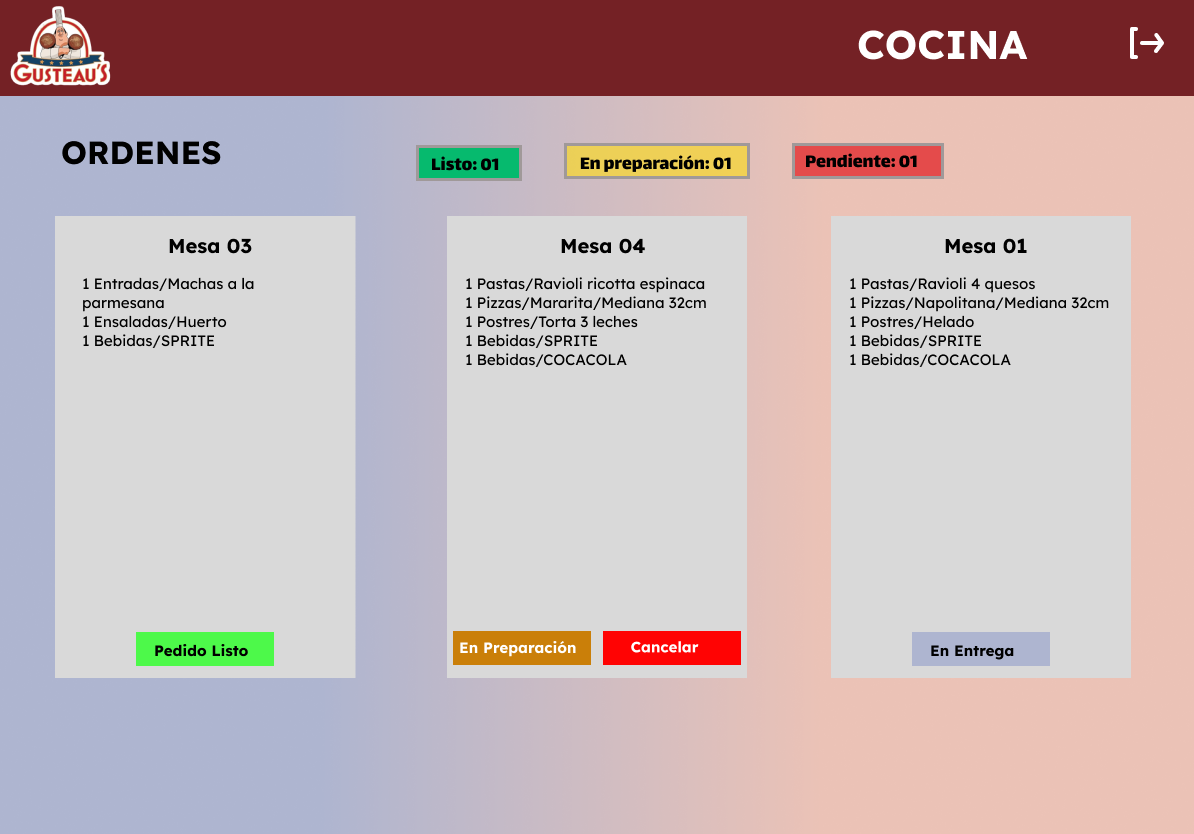 GUSTEAU'S
COCINA
ORDENES
Listo: 01
En preparación: 01
Pendiente: 01
Mesa 03
1 Entradas/Machas a la
parmesana
1 Ensaladas/Huerto
1 Bebidas/SPRITE
Pedido Listo
Mesa 04
1 Pastas/Ravioli ricotta espinaca
1 Pizzas/Mararita/Mediana 32cm
1 Postres/Torta 3 leches
1 Bebidas/SPRITE
1 Bebidas/COCACOLA
En Preparación
Cancelar
Mesa 01
1 Pastas/Ravioli 4 quesos
1 Pizzas/Napolitana/Mediana 32cm
1 Postres/Helado
1 Bebidas/SPRITE
1 Bebidas/COCACOLA
En Entrega